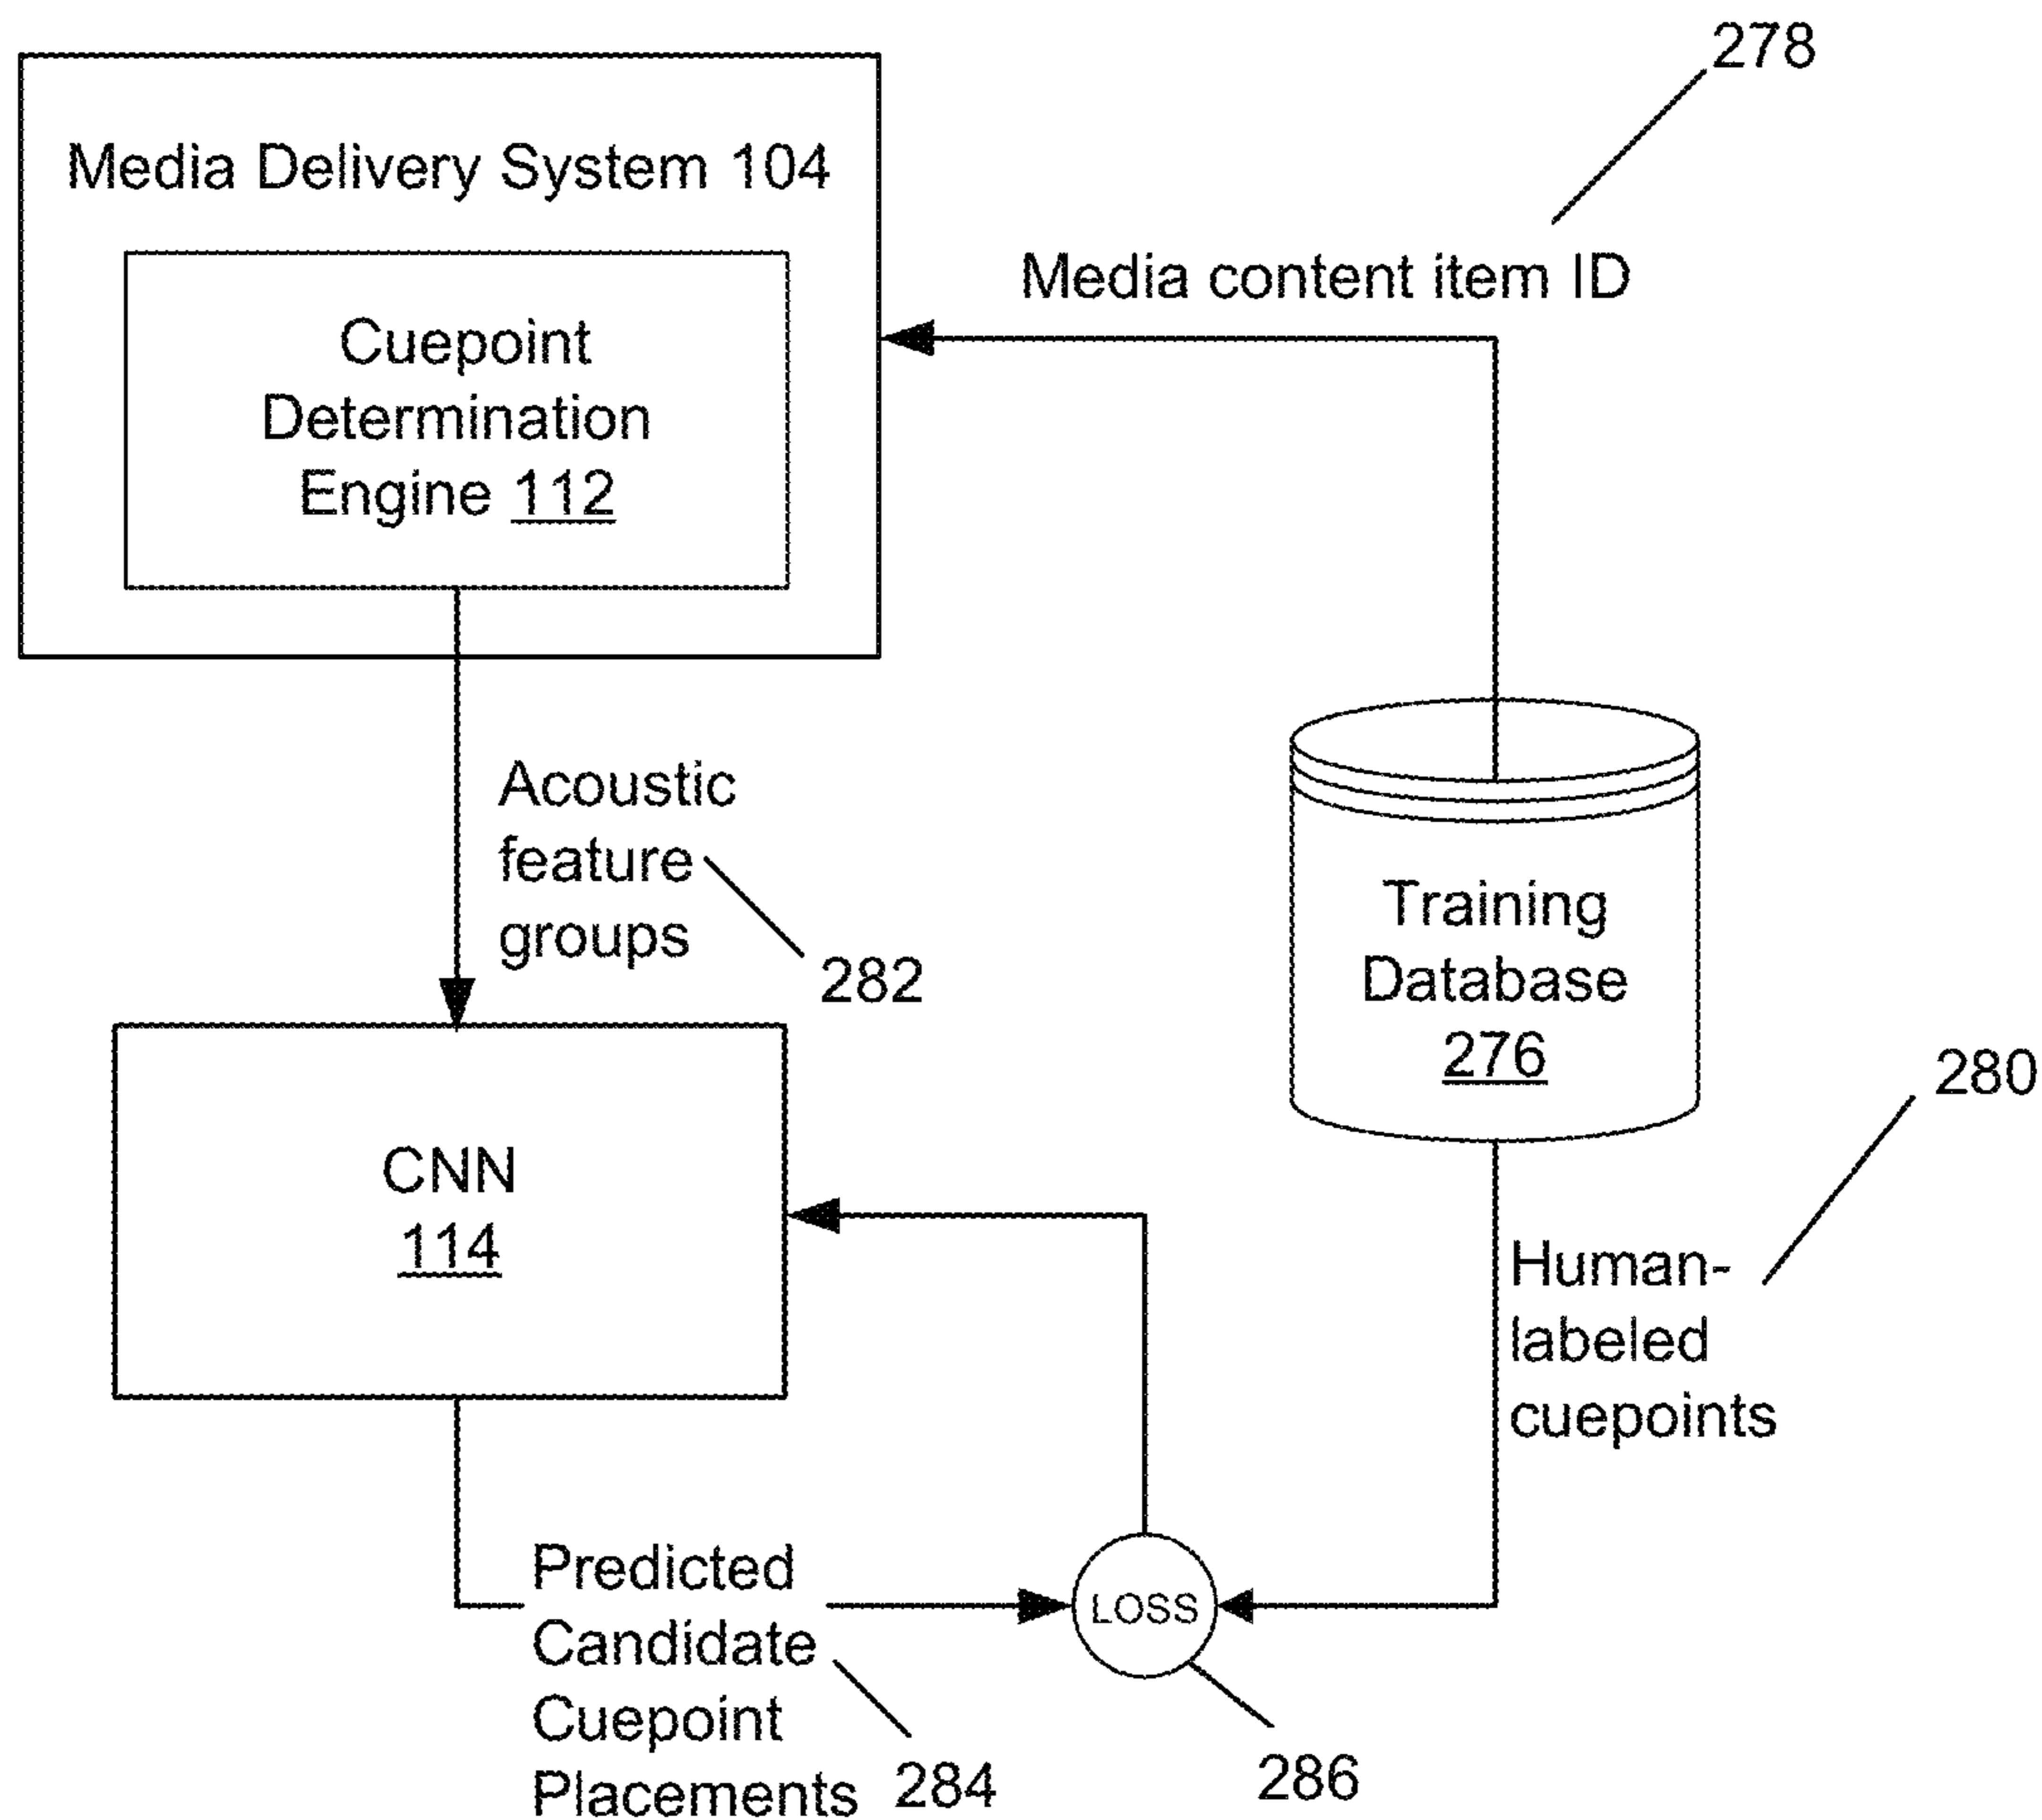 278
Media Delivery System 104
Media content item ID
Cuepoint
Determination
Engine 112
Acoustic
feature
groups
282
Training
Database
276
280
CNN
114
Human-
labeled
cuepoints
Predicted
Candidate
Cuepoint
Placements
284
LOSS
286